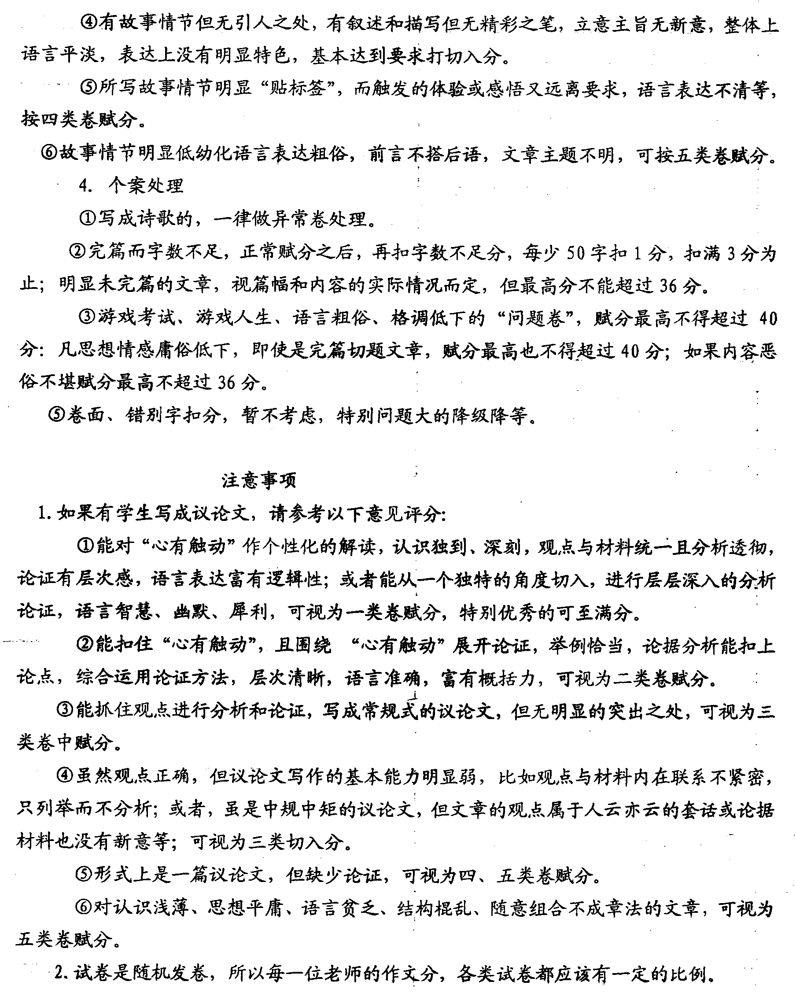 ④有故事情节但无引人之处，有叙述和描写但无精彩之笔，立意主旨无新意，整体上
语言平淡，表达上没有明显特色，基本达到要求打切入分。
⑤所写故事情节明显“贴标签”，而触发的体验或感悟又远离要求，语言表达不清等，
按四类卷赋分。
⑥故事情节明显低幼化语言表达粗俗，前言不搭后语，文章主题不明，可按五类卷赋分。
4. 个案处理
①写成诗歌的，一律做异常卷处理。
②完篇而字数不足，正常赋分之后，再扣字数不足分，每少 50 字扣 1 分，扣满 3 分为
止；明显未完篇的文章，视篇幅和内容的实际情况而定，但最高分不能超过 36 分。
③游戏考试、游戏人生、语言粗俗、格调低下的“问题卷”，赋分最高不得超过 40
分：凡思想情感庸俗低下，即使是完篇切题文章，赋分最高也不得超过 40 分；如果内容恶
俗不堪赋分最高不超过 36 分。
⑤卷面、错别字扣分，暂不考虑，特别问题大的降级降等。
注意事项
1. 如果有学生写成议论文，请参考以下意见评分：
①能对“心有触动”作个性化的解读，认识独到、深刻，观点与材料统一且分析透彻，
论证有层次感，语言表达富有逻辑性；或者能从一个独特的角度切入，进行层层深入的分析
论证，语言智慧、幽默、犀利，可视为一类卷赋分，特别优秀的可至满分。
②能扣住“心有触动”，且围绕 “心有触动”展开论证，举例恰当，论据分析能扣上
论点，综合运用论证方法，层次清晰，语言准确，富有概括力，可视为二类卷赋分。
③能抓住观点进行分析和论证，写成常规式的议论文，但无明显的突出之处，可视为三
类卷中赋分。
④虽然观点正确，但议论文写作的基本能力明显弱，比如观点与材料内在联系不紧密，
只列举而不分析；或者，虽是中规中矩的议论文，但文章的观点属于人云亦云的套话或论据
材料也没有新意等；可视为三类切入分。
⑤形式上是一篇议论文，但缺少论证，可视为四、五类卷赋分。
⑥对认识浅薄、思想平庸、语言贫乏、结构棍乱、随意组合不成章法的文章，可视为
五类卷赋分。
2. 试卷是随机发卷，所以每一位老师的作文分，各类试卷都应该有一定的比例。